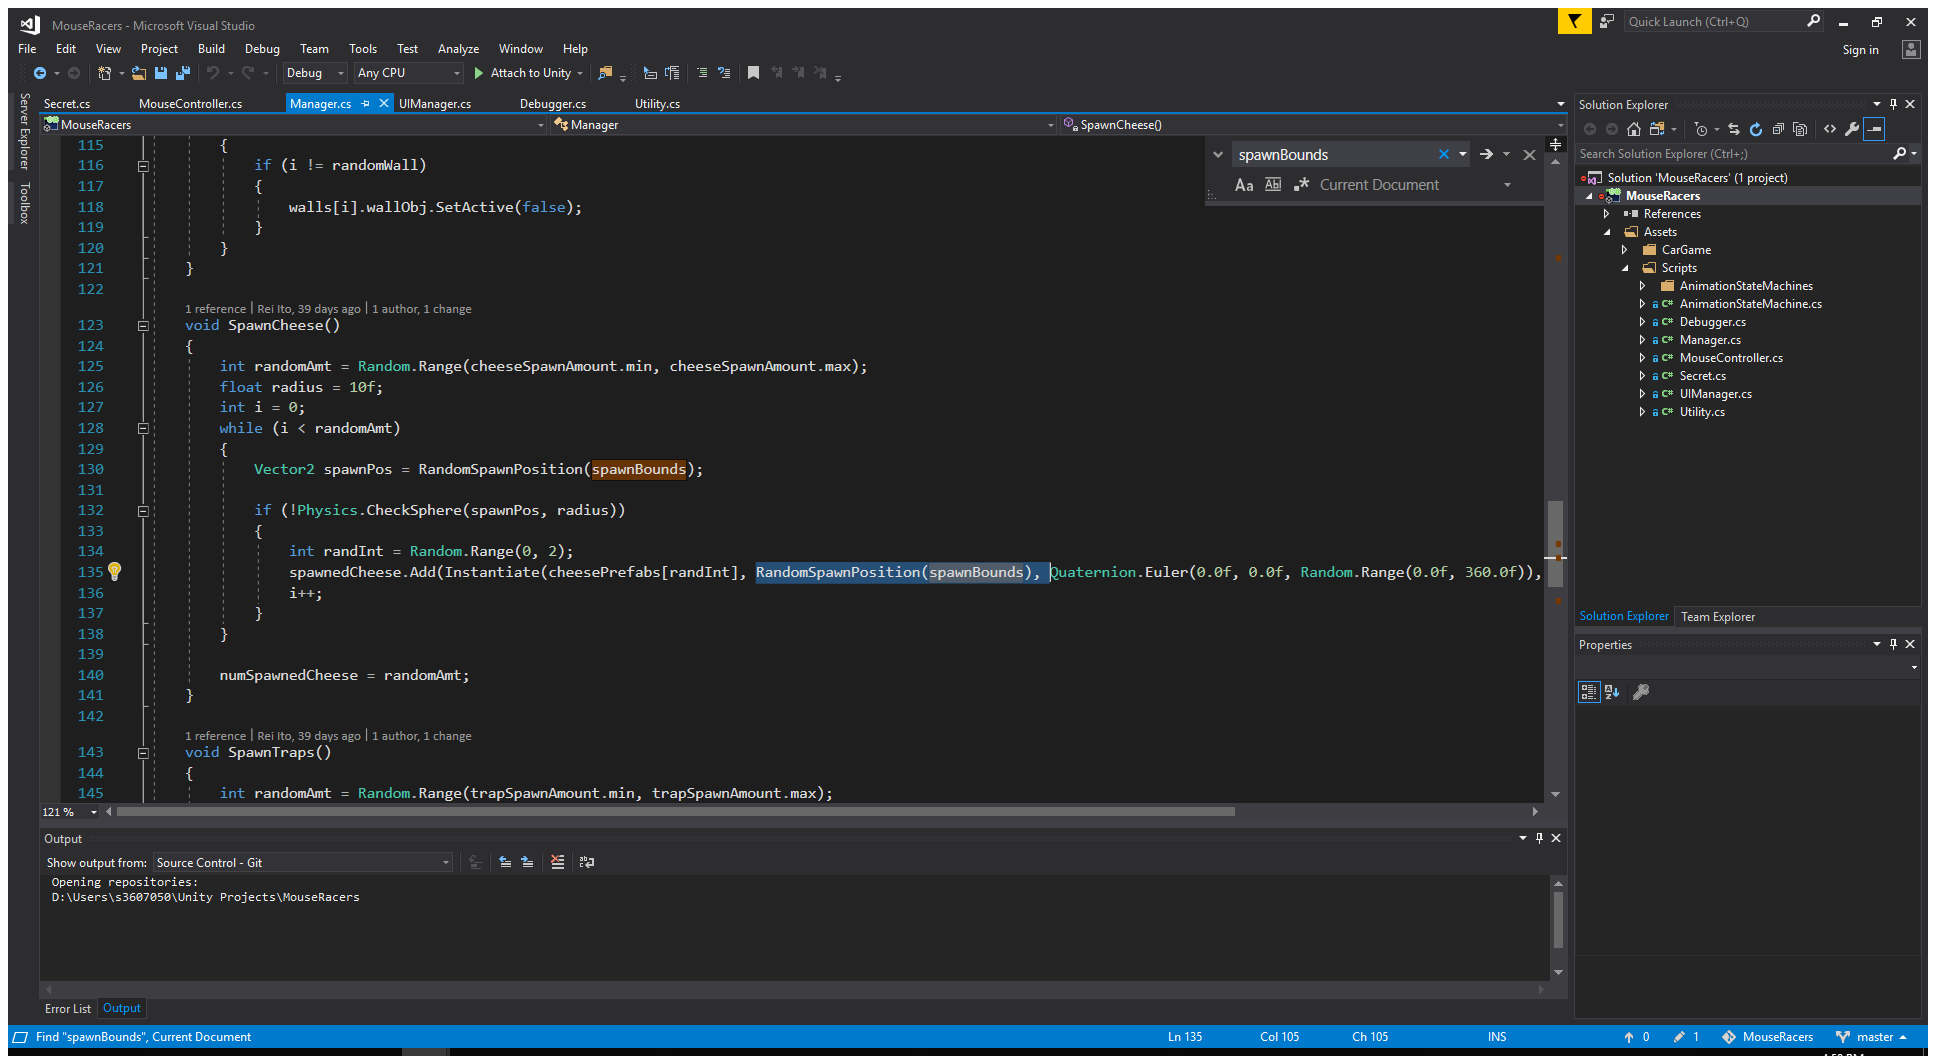 MouseRacers - Microsoft Visual Studio
Quick Launch (Ctrl+Q)
File Edit View Project Build Debug Team Tools Test Analyze Window Help
Sign in
Debug Any CPU Attach to Unity
Server Explorer
Toolbox
Secret.cs MouseController.cs Manager.cs UIManager.cs Debugger.cs Utility.cs
MouseRacers Manager SpawnCheese()
spawnBounds
Aa Abl .* Current Document
115 {
116 if (i != randomWall)
117 {
118 walls[i].wallObj.SetActive(false);
119 }
120 }
121 }
122
1 reference | Rei Ito, 39 days ago | 1 author, 1 change
123 void SpawnCheese()
124 {
125 int randomAmt = Random.Range(cheeseSpawnAmount.min, cheeseSpawnAmount.max);
126 float radius = 10f;
127 int i = 0;
128 while (i < randomAmt)
129 {
130 Vector2 spawnPos = RandomSpawnPosition(spawnBounds);
131
132 if (!Physics.CheckSphere(spawnPos, radius))
133 {
134 int randInt = Random.Range(0, 2);
135 spawnedCheese.Add(Instantiate(cheesePrefabs[randInt], RandomSpawnPosition(spawnBounds), Quaternion.Euler(0.0f, 0.0f, Random.Range(0.0f, 360.0f)),
136 i++;
137 }
138 }
139
140 numSpawnedCheese = randomAmt;
141 }
142
1 reference | Rei Ito, 39 days ago | 1 author, 1 change
143 void SpawnTraps()
144 {
145 int randomAmt = Random.Range(trapSpawnAmount.min, trapSpawnAmount.max);
121 %
Output
Show output from: Source Control - Git
Opening repositories:
D:\Users\s3607050\Unity Projects\MouseRacers
Error List Output
Solution Explorer
Search Solution Explorer (Ctrl+;)
Solution 'MouseRacers' (1 project)
MouseRacers
References
Assets
CarGame
Scripts
AnimationStateMachines
C# AnimationStateMachine.cs
C# Debugger.cs
C# Manager.cs
C# MouseController.cs
C# Secret.cs
C# UIManager.cs
C# Utility.cs
Solution Explorer Team Explorer
Properties
Find "spawnBounds", Current Document Ln 135 Col 105 Ch 105 INS 0 1 MouseRacers master